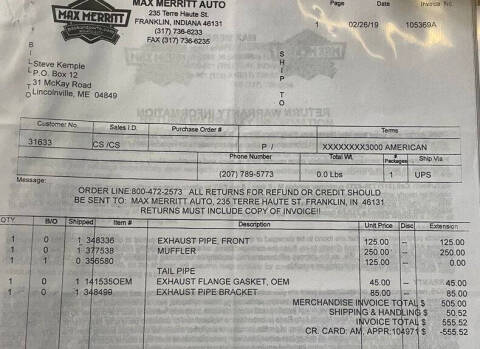 MAX MERRITT
MAX MERRITT AUTO
235 Terre Haute St.
FRANKLIN, INDIANA 46131
(317) 736-6233
FAX (317) 736-6235
Page Date Invoice No.
1 02/26/19 105369A
BILL TO
Steve Kemple
P.O. Box 12
31 McKay Road
Lincolnville, ME 04849
SHIP TO
Customer No. Sales I.D. Purchase Order # Terms
31633 CS /CS P / XXXXXXXX3000 AMERICAN
Phone Number Total Wt. # Packages Ship Via
(207) 789-5773 0.0 Lbs 1 UPS
Message:
ORDER LINE:800-472-2573 ALL RETURNS FOR REFUND OR CREDIT SHOULD
BE SENT TO: MAX MERRITT AUTO, 235 TERRE HAUTE ST. FRANKLIN, IN 46131
RETURNS MUST INCLUDE COPY OF INVOICE!!
QTY B/O Shipped Item # Description Unit Price Disc Extension
1 0 1 348336 EXHAUST PIPE, FRONT 125.00 -- 125.00
1 0 1 377538 MUFFLER 250.00 -- 250.00
1 1 0 356580 125.00 -- 0.00
TAIL PIPE
1 0 1 141535OEM EXHAUST FLANGE GASKET, OEM 45.00 -- 45.00
1 0 1 348499 EXHAUST PIPE BRACKET 85.00 -- 85.00
MERCHANDISE INVOICE TOTAL $ 505.00
SHIPPING & HANDLING $ 50.52
INVOICE TOTAL $ 555.52
CR. CARD: AM, APPR:104971 $ -555.52